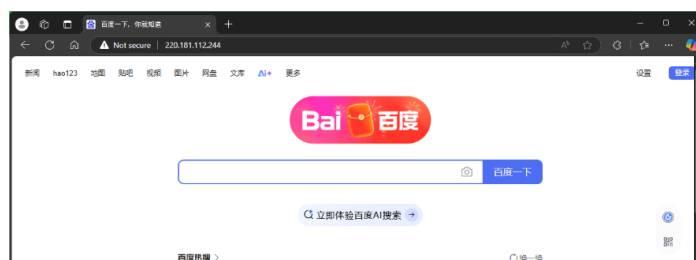 百度一下，你就知道
Not secure 220.181.112.244
新闻 hao123 地图 贴吧 视频 图片 网盘 文库 Ai+ 更多 设置 登录
Bai 百度
百度一下
立即体验百度AI搜索
百度热搜 换一换